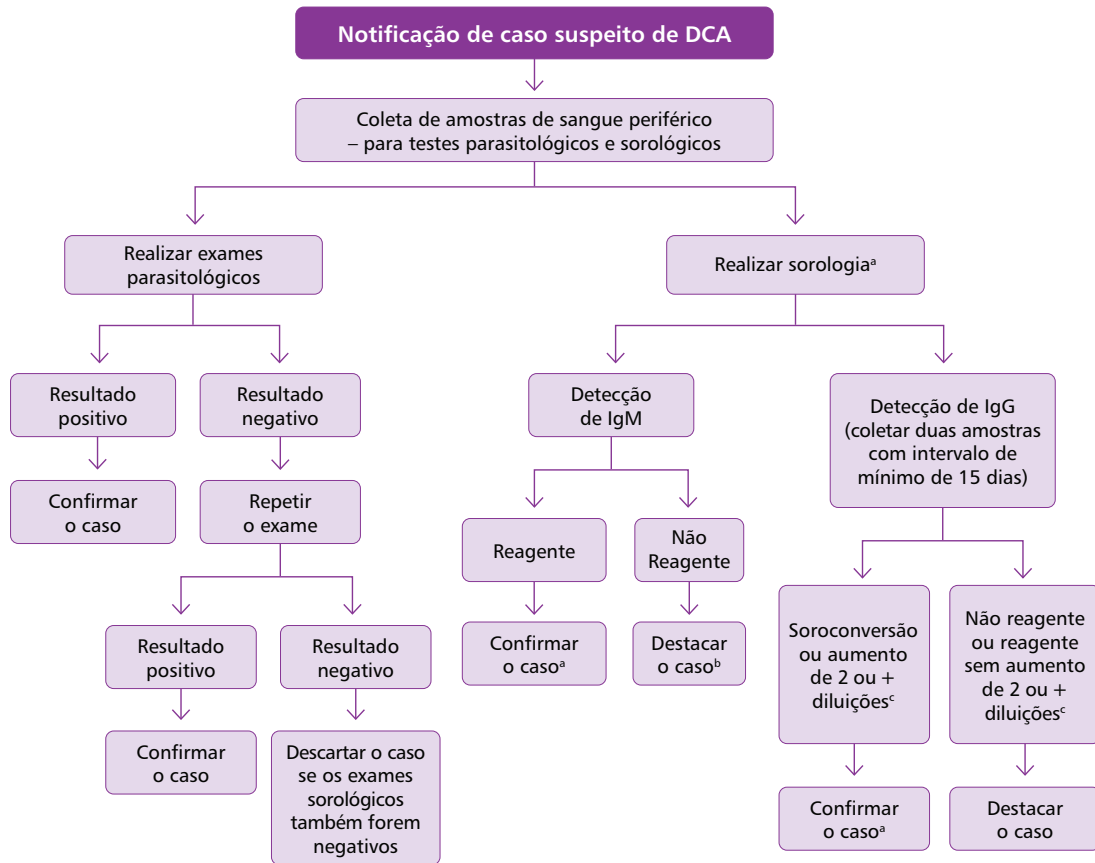 Notificação de caso suspeito de DCA
Coleta de amostras de sangue periférico
– para testes parasitológicos e sorológicos
Realizar exames
parasitológicos
Realizar sorologiaᵃ
Resultado
positivo
Resultado
negativo
Detecção
de IgM
Detecção de IgG
(coletar duas amostras
com intervalo de
mínimo de 15 dias)
Confirmar
o caso
Repetir
o exame
Reagente
Não
Reagente
Resultado
positivo
Resultado
negativo
Confirmar
o casoᵃ
Destacar
o casoᵇ
Soroconversão
ou aumento
de 2 ou +
diluiçõesᶜ
Não reagente
ou reagente
sem aumento
de 2 ou +
diluiçõesᶜ
Confirmar
o caso
Descartar o caso
se os exames
sorológicos
também forem
negativos
Confirmar
o casoᵃ
Destacar
o caso